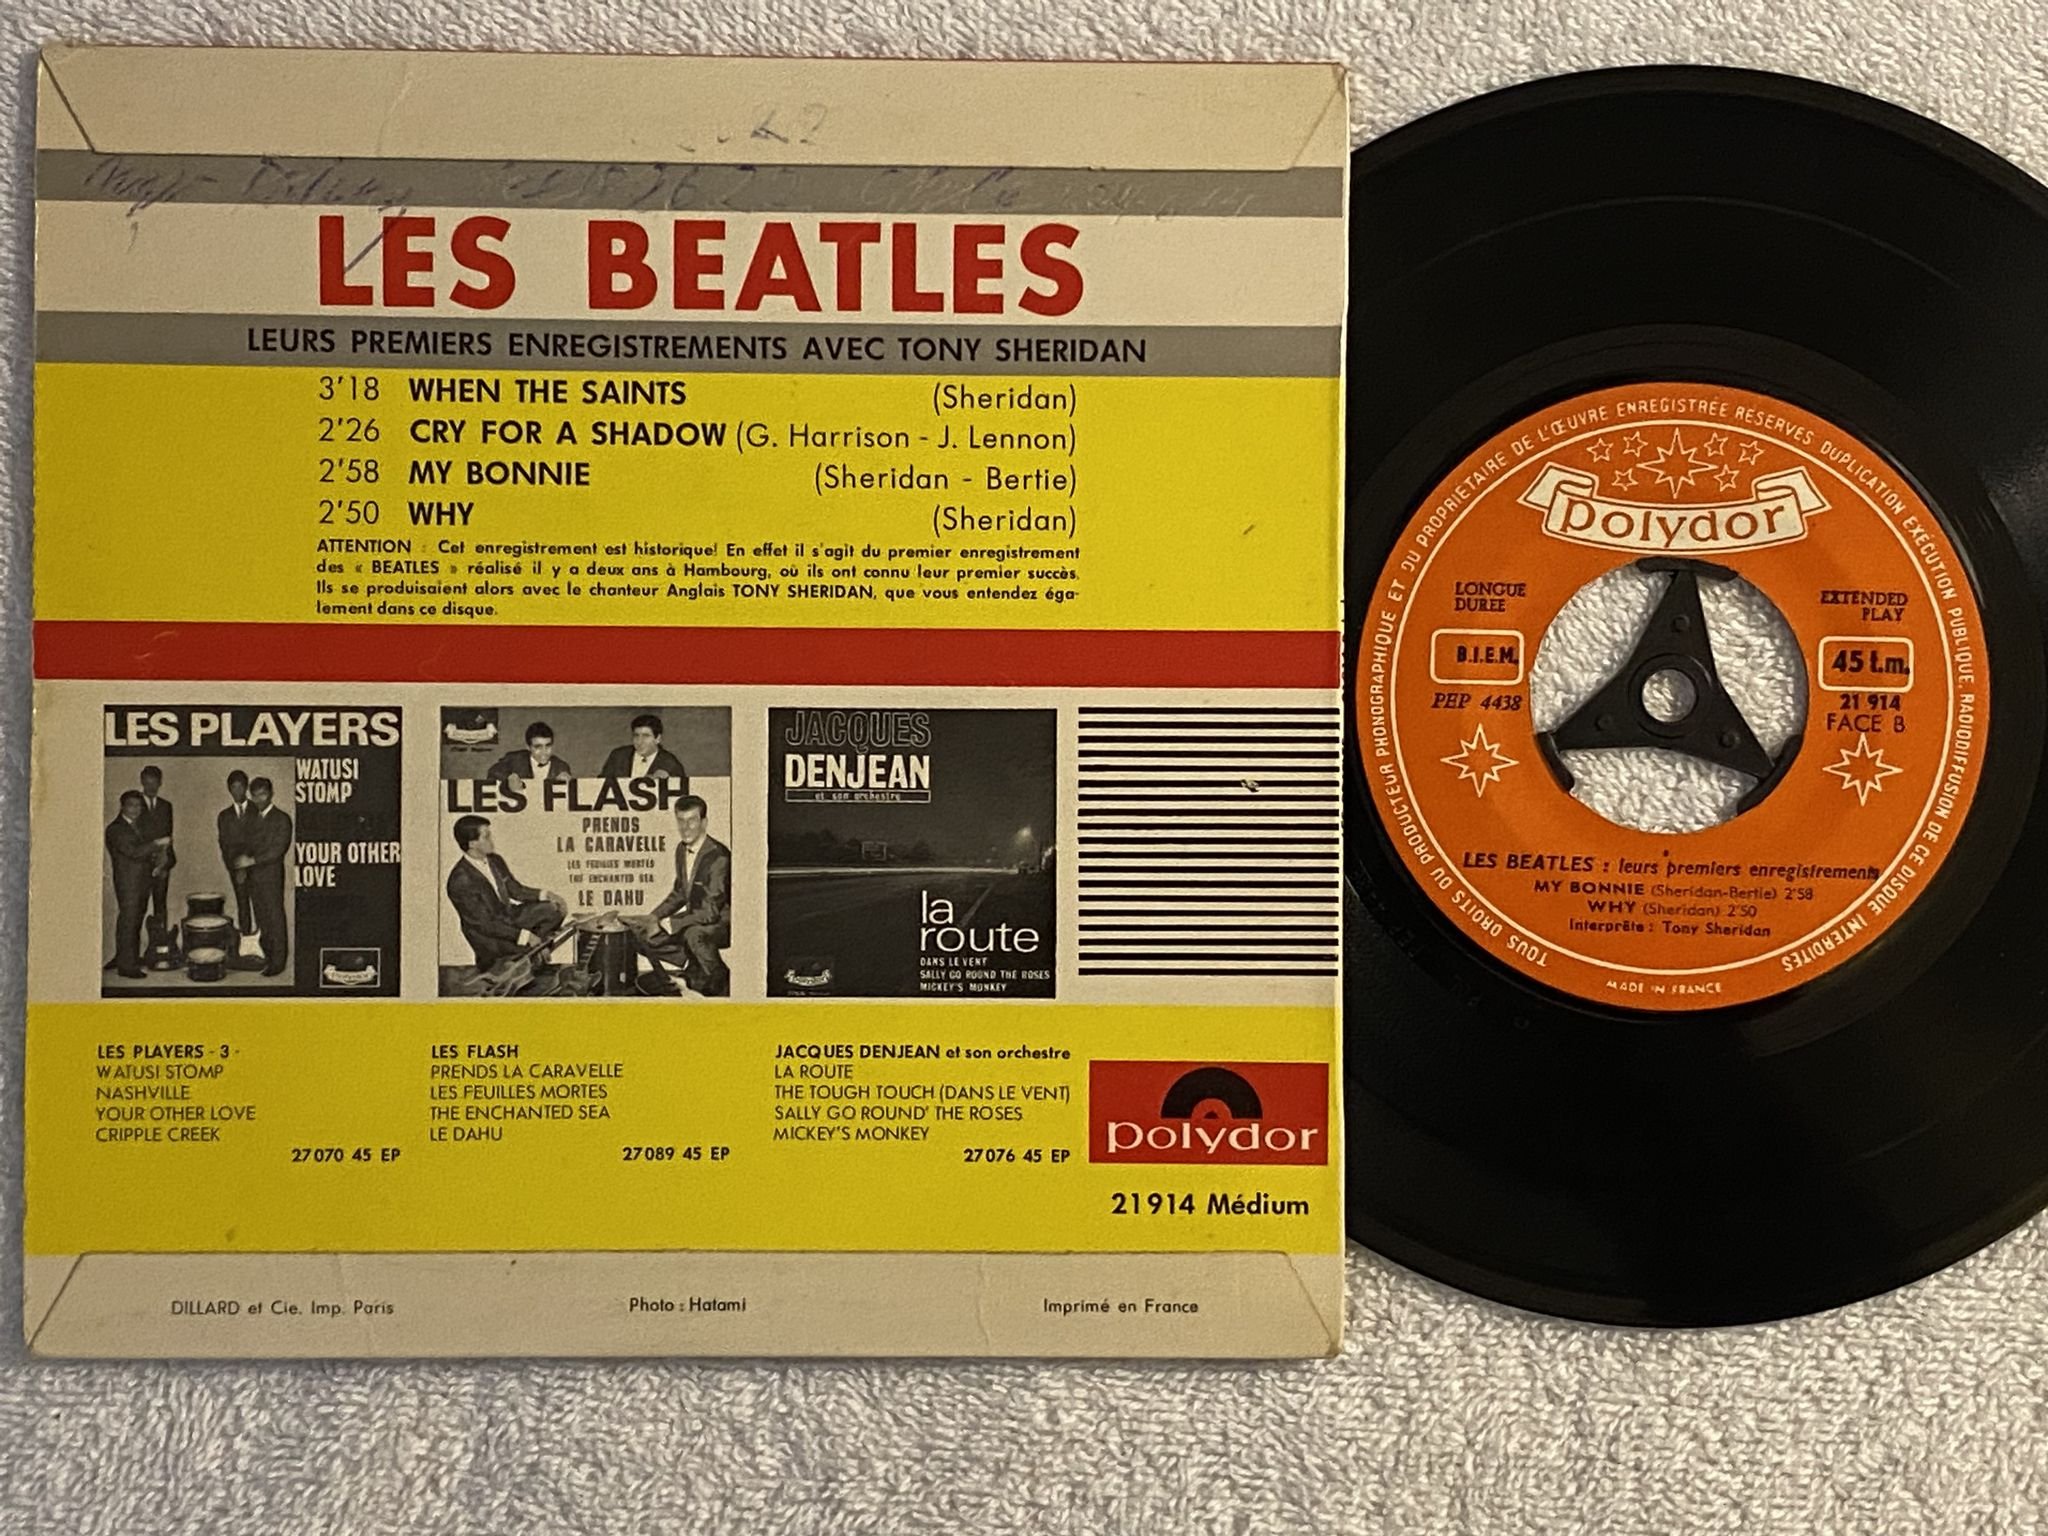 LES BEATLES
LEURS PREMIERS ENREGISTREMENTS AVEC TONY SHERIDAN
3'18 WHEN THE SAINTS (Sheridan)
2'26 CRY FOR A SHADOW (G. Harrison - J. Lennon)
2'58 MY BONNIE (Sheridan - Bertie)
2'50 WHY (Sheridan)
ATTENTION : Cet enregistrement est historique! En effet il s'agit du premier enregistrement
des « BEATLES » réalisé il y a deux ans à Hambourg, où ils ont connu leur premier succès.
Ils se produisaient alors avec le chanteur Anglais TONY SHERIDAN, que vous entendez éga-
lement dans ce disque.
LES PLAYERS
WATUSI
STOMP
YOUR OTHER
LOVE
polydor
polydor
LES FLASH
PRENDS
LA CARAVELLE
LES FEUILLES MORTES
THE ENCHANTED SEA
LE DAHU
JACQUES
DENJEAN
et son orchestre
la
route
DANS LE VENT
SALLY GO ROUND THE ROSES
MICKEY'S MONKEY
polydor
LES PLAYERS - 3 -
WATUSI STOMP
NASHVILLE
YOUR OTHER LOVE
CRIPPLE CREEK
27070 45 EP
LES FLASH
PRENDS LA CARAVELLE
LES FEUILLES MORTES
THE ENCHANTED SEA
LE DAHU
27089 45 EP
JACQUES DENJEAN et son orchestre
LA ROUTE
THE TOUGH TOUCH (DANS LE VENT)
SALLY GO ROUND' THE ROSES
MICKEY'S MONKEY
27076 45 EP
polydor
21914 Médium
DILLARD et Cie. Imp. Paris
Photo : Hatami
Imprimé en France
TOUS DROITS DU PRODUCTEUR PHONOGRAPHIQUE ET DU PROPRIÉTAIRE DE L'ŒUVRE ENREGISTRÉE RÉSERVÉS. DUPLICATION EXÉCUTION PUBLIQUE, RADIODIFFUSION DE CE DISQUE INTERDITES
polydor
LONGUE
DURÉE
EXTENDED
PLAY
B.I.E.M.
45 t.m.
PEP 4438
21 914
FACE B
LES BEATLES : leurs premiers enregistrements
MY BONNIE (Sheridan-Bertie) 2'58
WHY (Sheridan) 2'50
Interprète : Tony Sheridan
MADE IN FRANCE